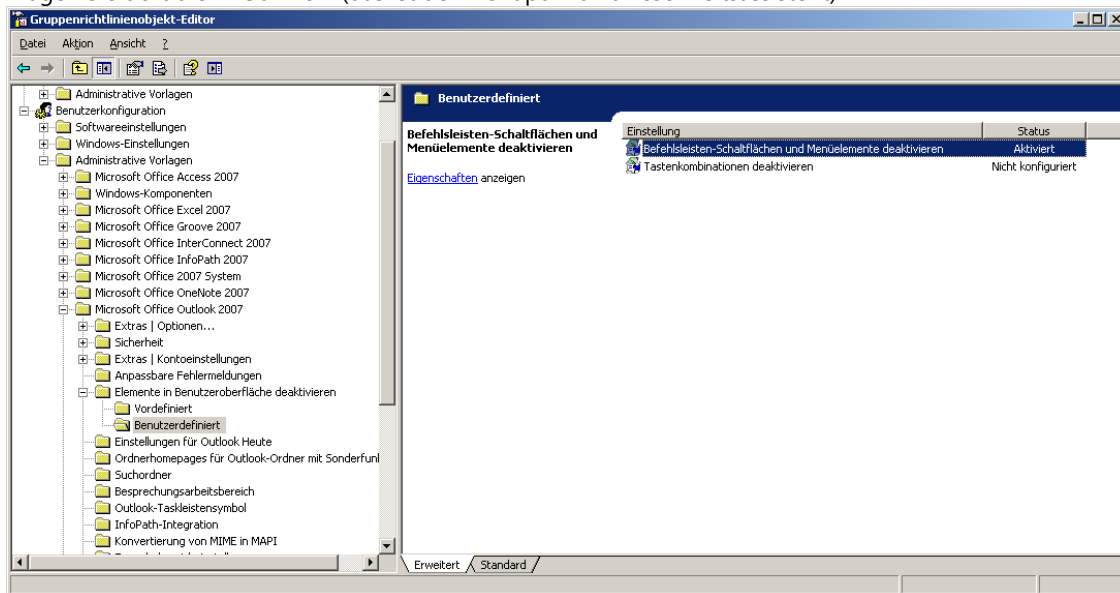 Gruppenrichtlinienobjekt-Editor
Datei Aktion Ansicht ?
Administrative Vorlagen
Benutzerkonfiguration
Softwareeinstellungen
Windows-Einstellungen
Administrative Vorlagen
Microsoft Office Access 2007
Windows-Komponenten
Microsoft Office Excel 2007
Microsoft Office Groove 2007
Microsoft Office InterConnect 2007
Microsoft Office InfoPath 2007
Microsoft Office 2007 System
Microsoft Office OneNote 2007
Microsoft Office Outlook 2007
Extras | Optionen...
Sicherheit
Extras | Kontoeinstellungen
Anpassbare Fehlermeldungen
Elemente in Benutzeroberfläche deaktivieren
Vordefiniert
Benutzerdefiniert
Einstellungen für Outlook Heute
Ordnerhomepages für Outlook-Ordner mit Sonderfunl
Suchordner
Besprechungsarbeitsbereich
Outlook-Taskleistensymbol
InfoPath-Integration
Konvertierung von MIME in MAPI
Benutzerdefiniert
Befehlsleisten-Schaltflächen und
Menüelemente deaktivieren
Eigenschaften anzeigen
Einstellung Status
Befehlsleisten-Schaltflächen und Menüelemente deaktivieren Aktiviert
Tastenkombinationen deaktivieren Nicht konfiguriert
Erweitert Standard